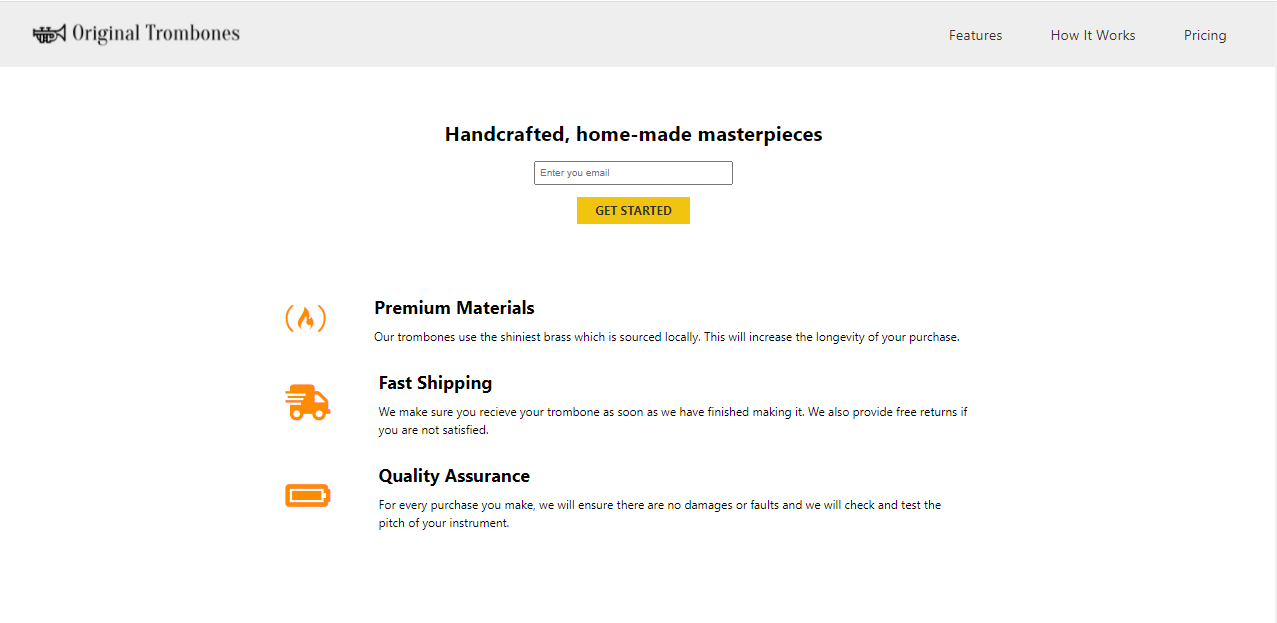 Original Trombones
Features
How It Works
Pricing
Handcrafted, home-made masterpieces
Enter you email
GET STARTED
Premium Materials
Our trombones use the shiniest brass which is sourced locally. This will increase the longevity of your purchase.
Fast Shipping
We make sure you recieve your trombone as soon as we have finished making it. We also provide free returns if
you are not satisfied.
Quality Assurance
For every purchase you make, we will ensure there are no damages or faults and we will check and test the
pitch of your instrument.